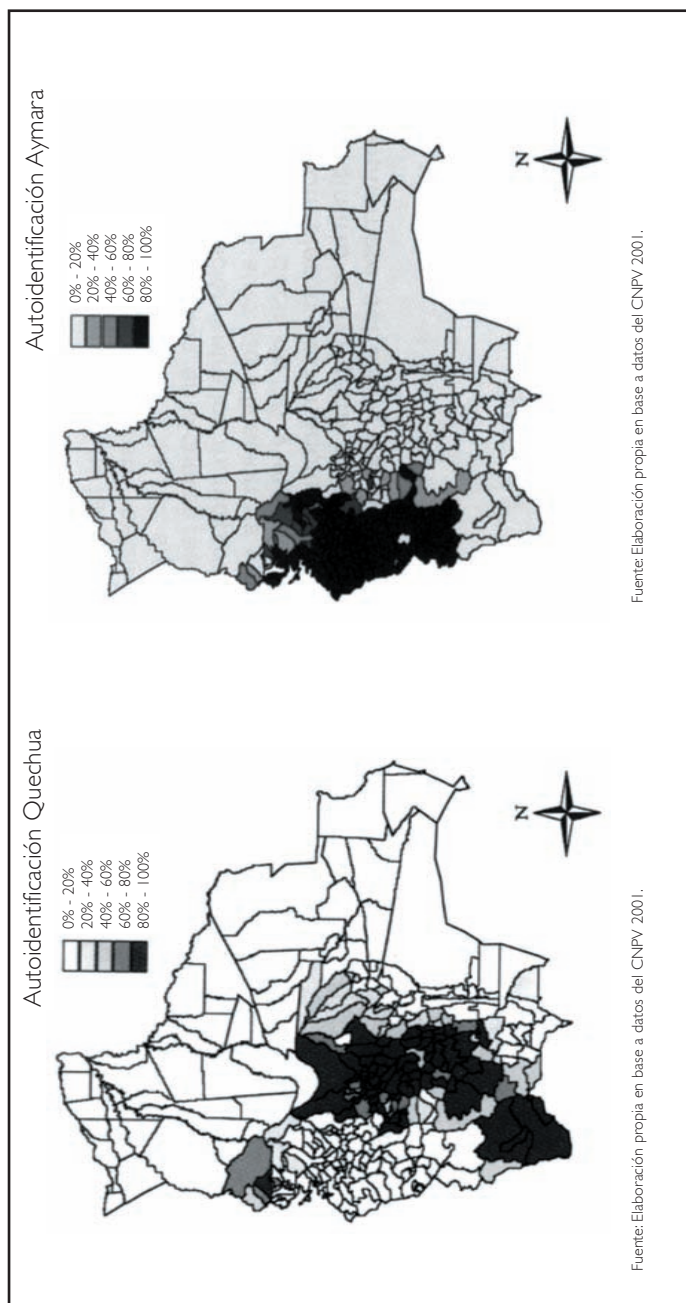 Autoidentificación Quechua
0% - 20%
20% - 40%
40% - 60%
60% - 80%
80% - 100%
N
Fuente: Elaboración propia en base a datos del CNPV 2001.
Autoidentificación Aymara
0% - 20%
20% - 40%
40% - 60%
60% - 80%
80% - 100%
N
Fuente: Elaboración propia en base a datos del CNPV 2001.